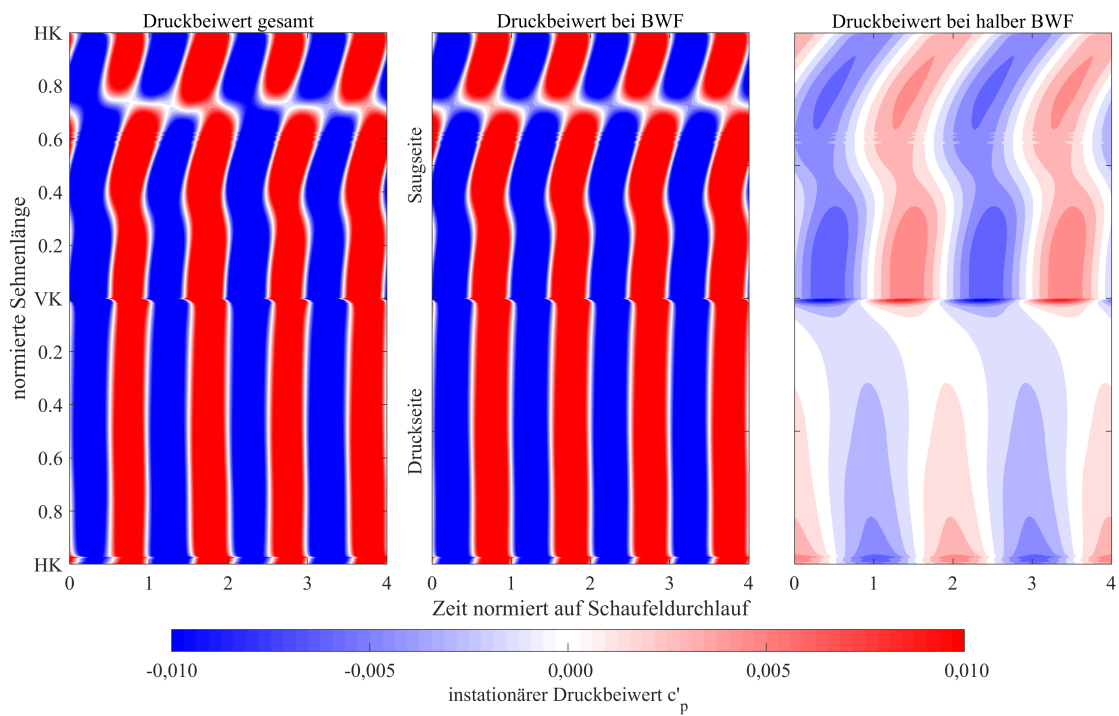 Druckbeiwert gesamt
Druckbeiwert bei BWF
Druckbeiwert bei halber BWF
normierte Sehnenlänge
HK
0.8
0.6
0.4
0.2
VK
0.2
0.4
0.6
0.8
HK
Saugseite
Druckseite
0 1 2 3 4
0 1 2 3 4
0 1 2 3 4
Zeit normiert auf Schaufeldurchlauf
-0,010 -0,005 0,000 0,005 0,010
instationärer Druckbeiwert c'p